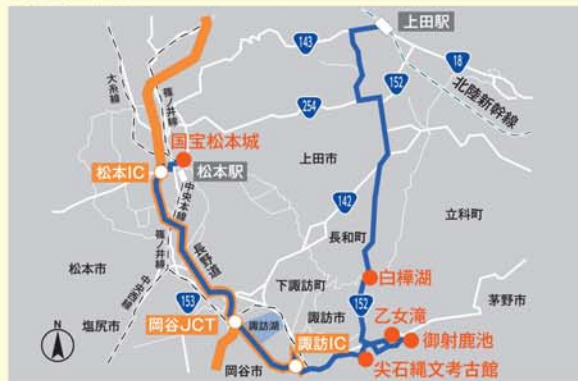 上田駅
143
18
152
北陸新幹線
大糸線
篠ノ井線
254
国宝松本城
松本IC
松本駅
上田市
中央本線
142
立科町
長和町
篠ノ井線
長野道
白樺湖
松本市
中央西線
153
下諏訪町
152
茅野市
乙女滝
塩尻市
岡谷JCT
諏訪湖
諏訪市
諏訪IC
御射鹿池
N
岡谷市
尖石縄文考古館